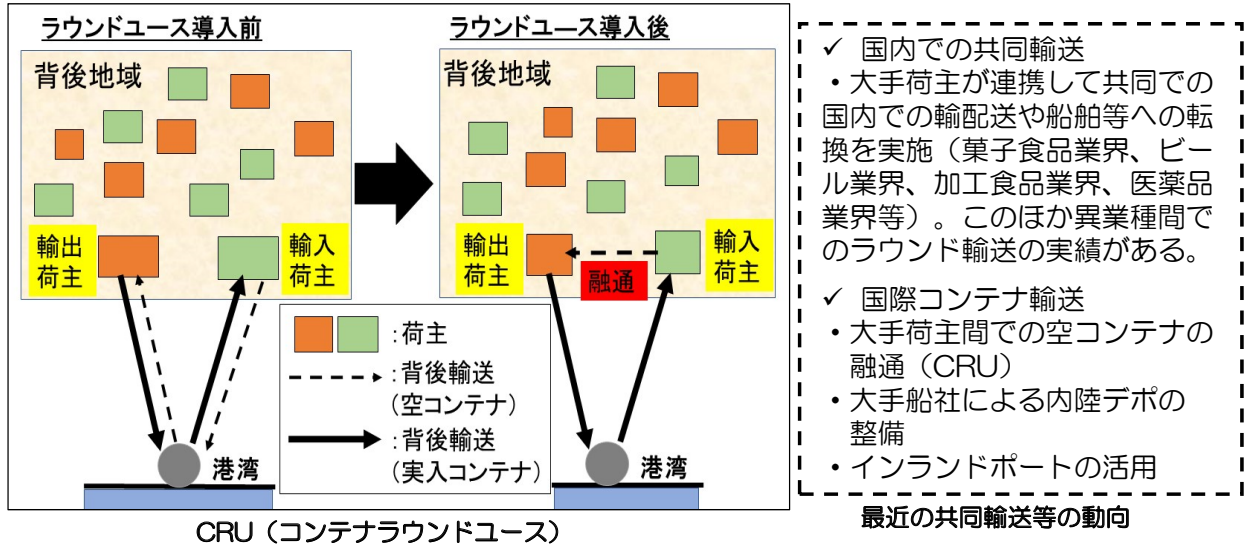 ラウンドユース導入前
背後地域
輸出
荷主
輸入
荷主
港湾
ラウンドユース導入後
背後地域
輸出
荷主
融通
輸入
荷主
港湾
:荷主
:背後輸送
(空コンテナ)
:背後輸送
(実入コンテナ)
CRU（コンテナラウンドユース）
✓ 国内での共同輸送
・大手荷主が連携して共同での
国内での輸配送や船舶等への転
換を実施（菓子食品業界、ビー
ル業界、加工食品業界、医薬品
業界等）。このほか異業種間で
のラウンド輸送の実績がある。
✓ 国際コンテナ輸送
・大手荷主間での空コンテナの
融通（CRU）
・大手船社による内陸デポの
整備
・インランドポートの活用
最近の共同輸送等の動向